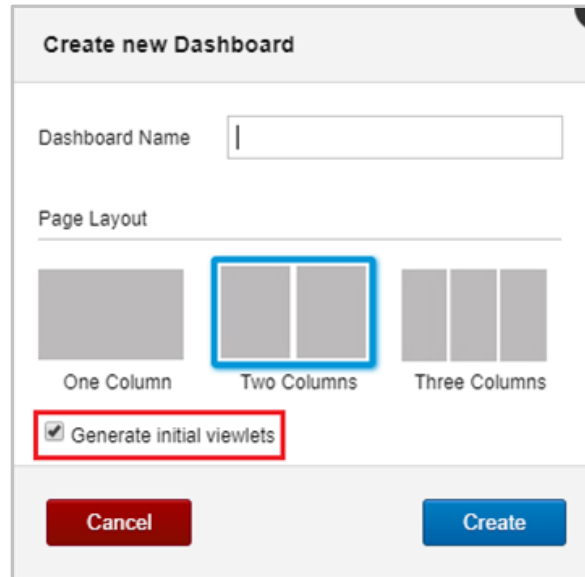 Create new Dashboard
Dashboard Name
Page Layout
One Column Two Columns Three Columns
Generate initial viewlets
Cancel Create